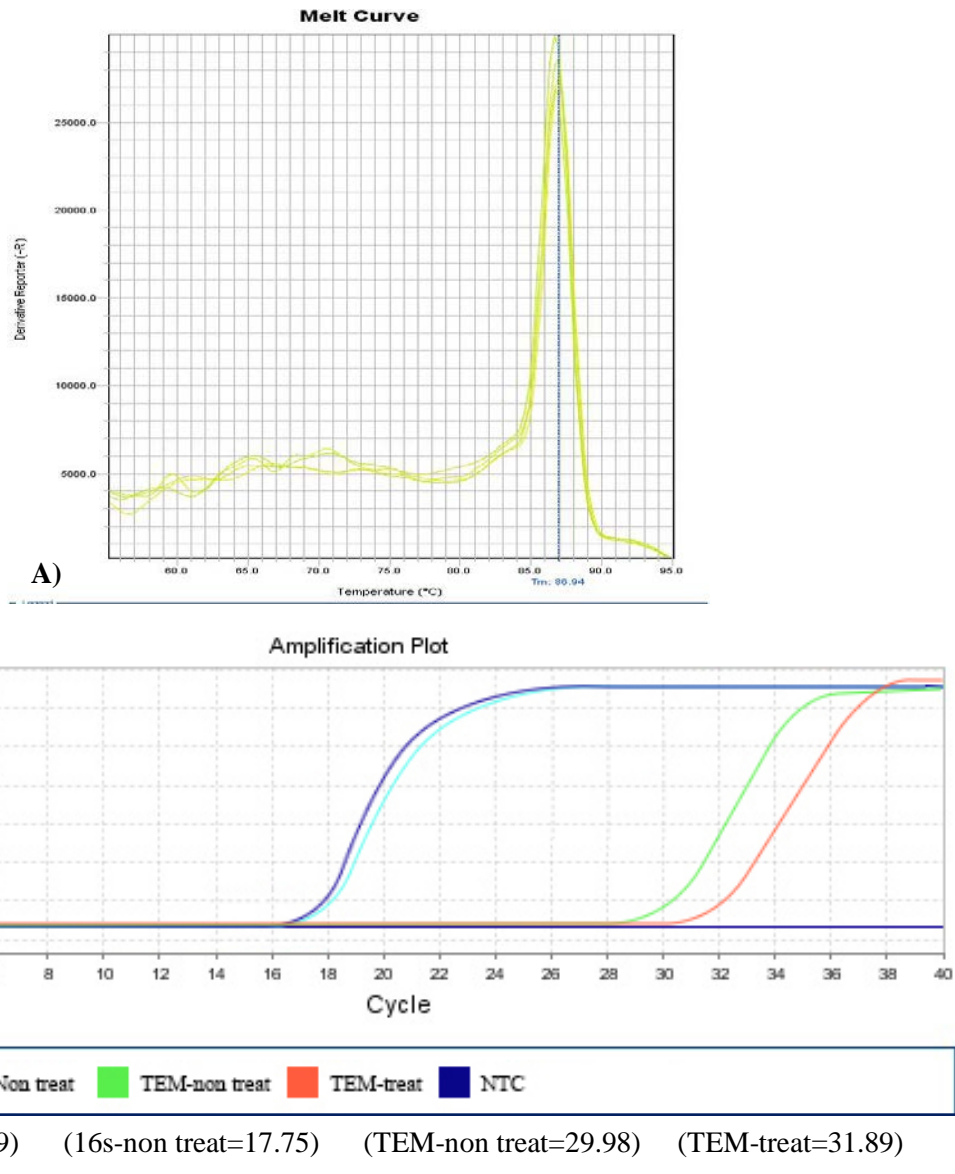 Melt Curve
25000.0
20000.0
15000.0
10000.0
5000.0
Derivative Reporter (-R)
60.0 65.0 70.0 75.0 80.0 85.0 90.0 95.0
Tm: 86.94
A)
Temperature (°C)
Amplification Plot
8 10 12 14 16 18 20 22 24 26 28 30 32 34 36 38 40
Cycle
Non treat TEM-non treat TEM-treat NTC
9) (16s-non treat=17.75) (TEM-non treat=29.98) (TEM-treat=31.89)